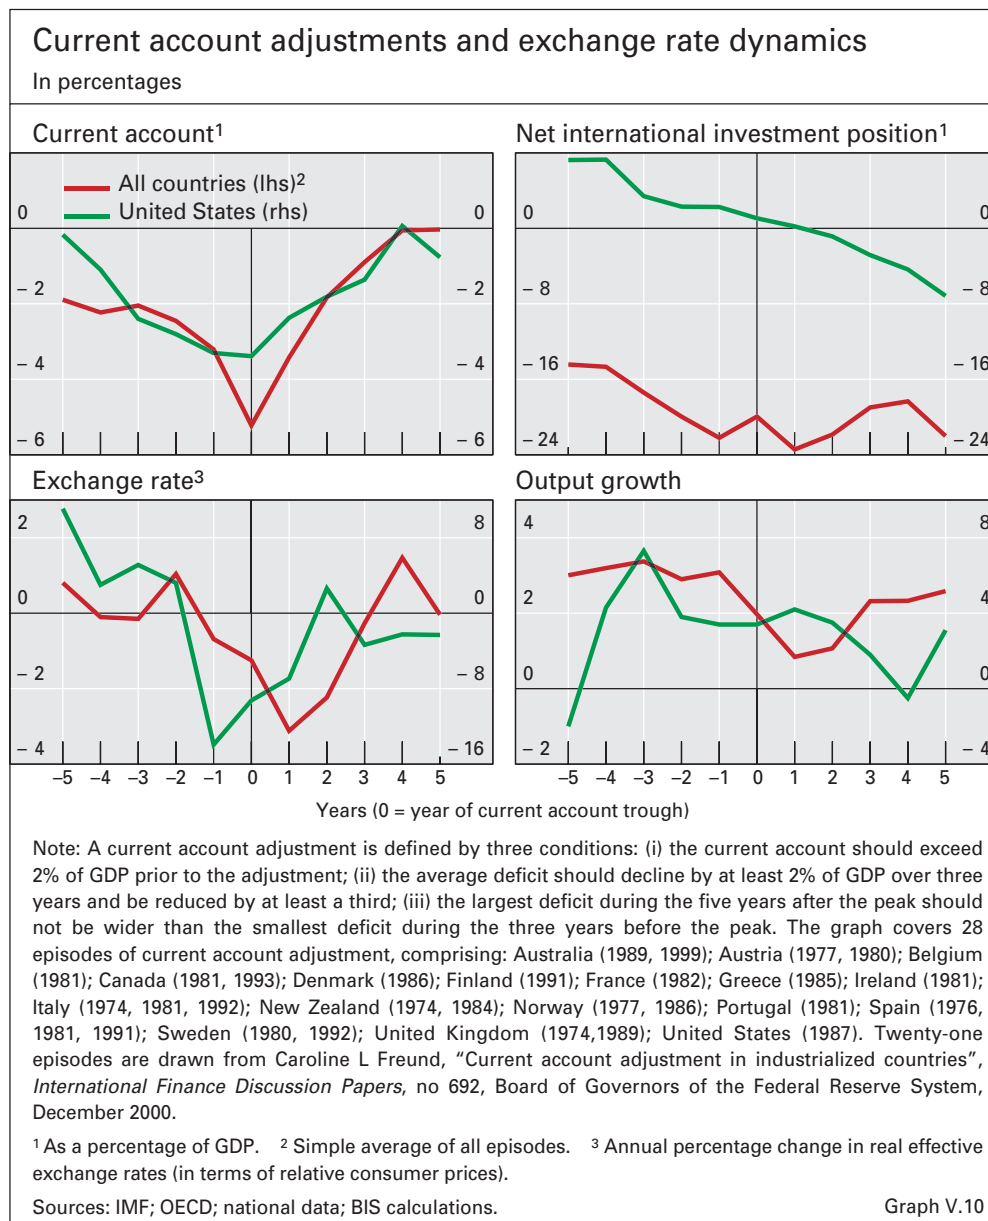 Current account adjustments and exchange rate dynamics
In percentages
Current account¹
Net international investment position¹
All countries (lhs)²
United States (rhs)
0 0
– 2 – 2
– 4 – 4
– 6 – 6
0 0
– 8 – 8
– 16 – 16
– 24 – 24
Exchange rate³
Output growth
2 8
0 0
– 2 – 8
– 4 – 16
4 8
2 4
0 0
– 2 – 4
–5 –4 –3 –2 –1 0 1 2 3 4 5
–5 –4 –3 –2 –1 0 1 2 3 4 5
Years (0 = year of current account trough)
Note: A current account adjustment is defined by three conditions: (i) the current account should exceed
2% of GDP prior to the adjustment; (ii) the average deficit should decline by at least 2% of GDP over three
years and be reduced by at least a third; (iii) the largest deficit during the five years after the peak should
not be wider than the smallest deficit during the three years before the peak. The graph covers 28
episodes of current account adjustment, comprising: Australia (1989, 1999); Austria (1977, 1980); Belgium
(1981); Canada (1981, 1993); Denmark (1986); Finland (1991); France (1982); Greece (1985); Ireland (1981);
Italy (1974, 1981, 1992); New Zealand (1974, 1984); Norway (1977, 1986); Portugal (1981); Spain (1976,
1981, 1991); Sweden (1980, 1992); United Kingdom (1974,1989); United States (1987). Twenty-one
episodes are drawn from Caroline L Freund, “Current account adjustment in industrialized countries”,
International Finance Discussion Papers, no 692, Board of Governors of the Federal Reserve System,
December 2000.
¹ As a percentage of GDP. ² Simple average of all episodes. ³ Annual percentage change in real effective
exchange rates (in terms of relative consumer prices).
Sources: IMF; OECD; national data; BIS calculations. Graph V.10